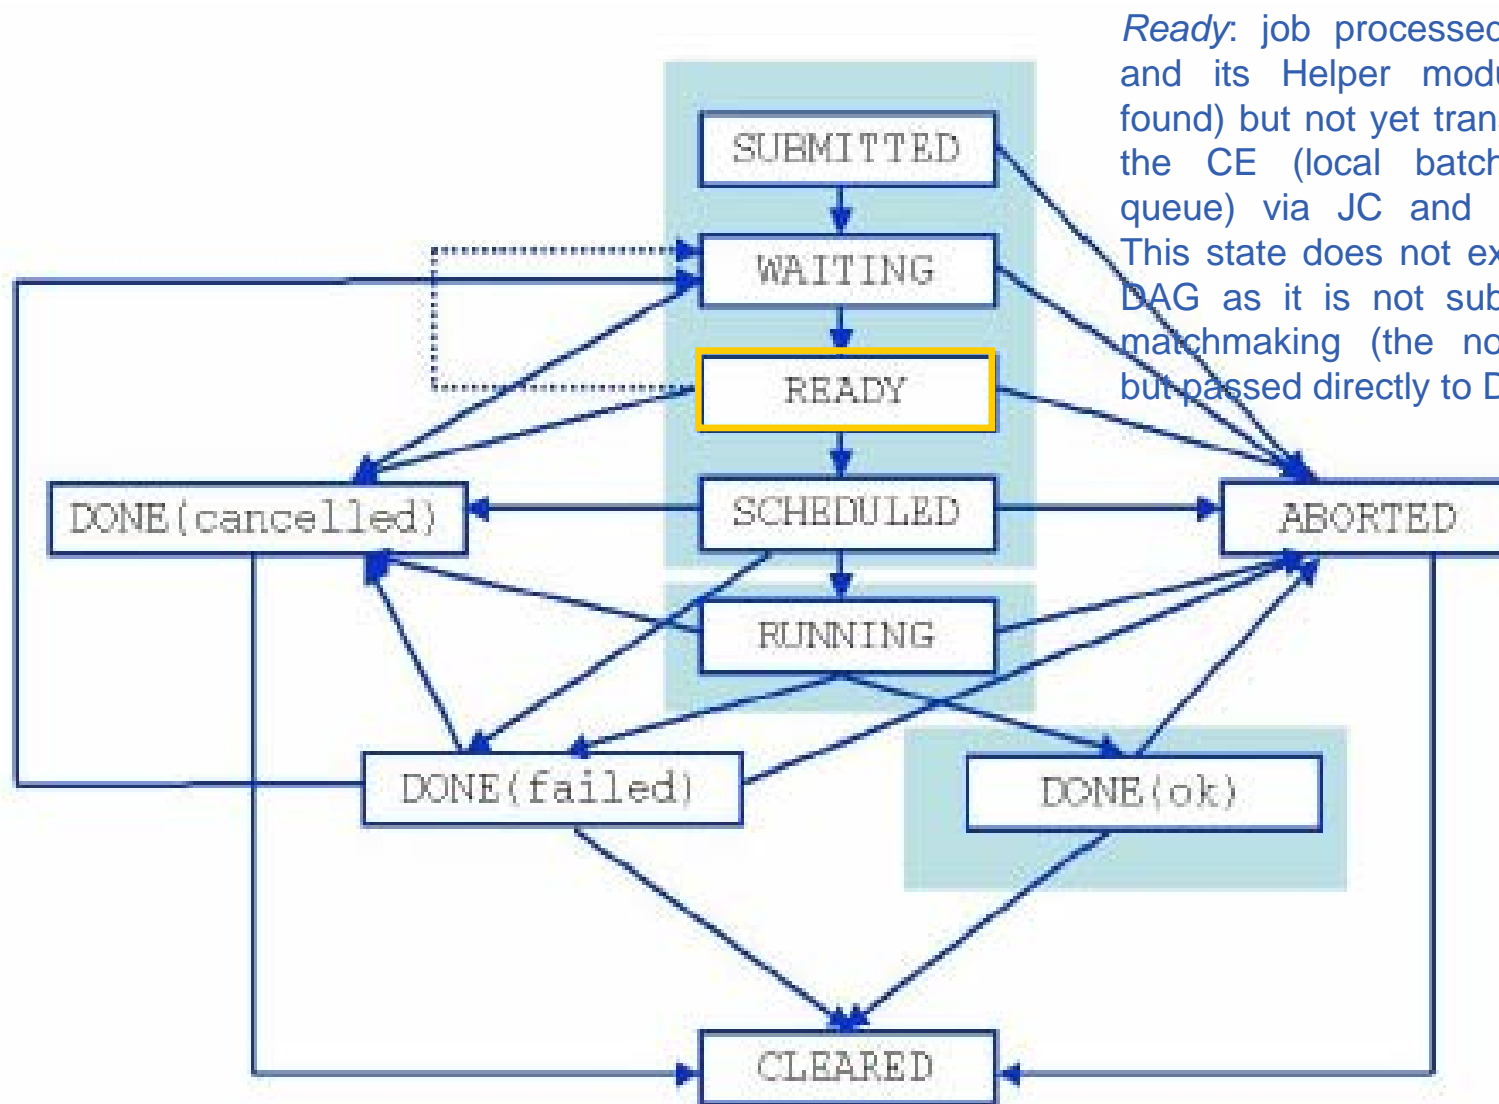 Ready: job processed
and its Helper modu
found) but not yet tran
the CE (local batch
queue) via JC and
This state does not ex
DAG as it is not sub
matchmaking (the no
but passed directly to D
SUBMITTED
WAITING
READY
SCHEDULED
DONE(cancelled)
ABORTED
RUNNING
DONE(failed)
DONE(ok)
CLEARED